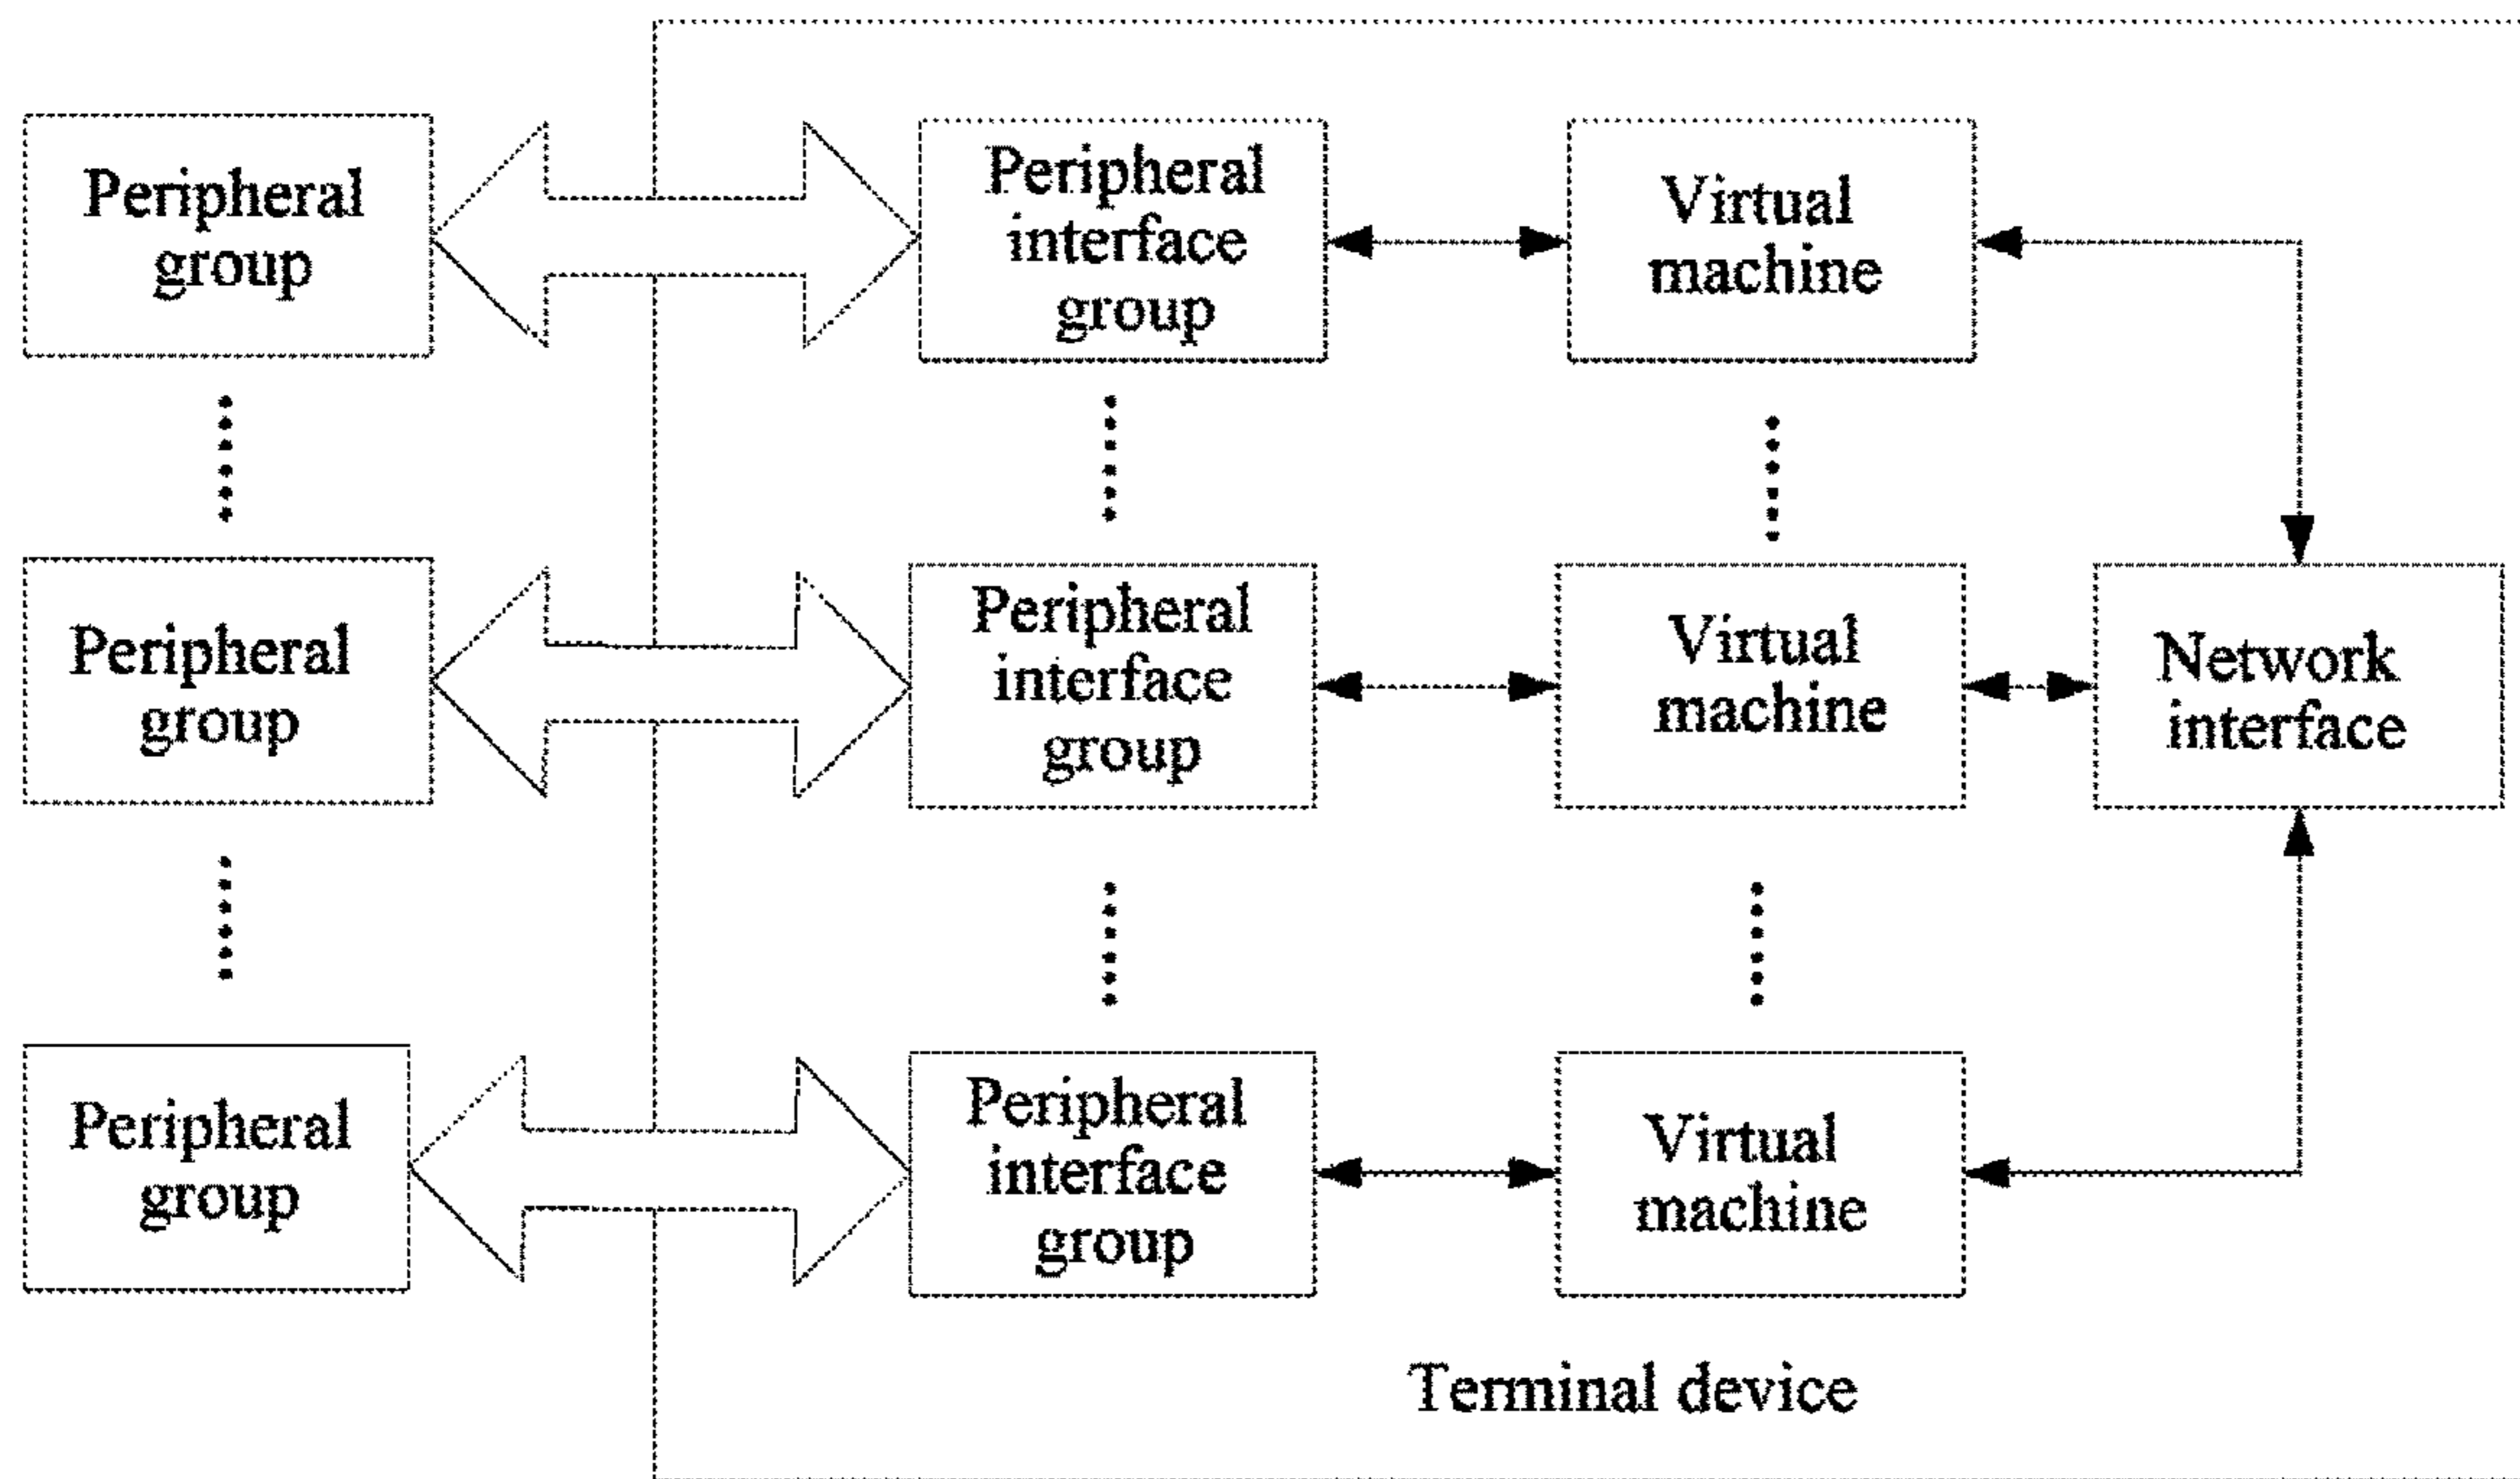 Peripheral
group
Peripheral
interface
group
Virtual
machine
Peripheral
group
Peripheral
interface
group
Virtual
machine
Network
interface
Peripheral
group
Peripheral
interface
group
Virtual
machine
Terminal device